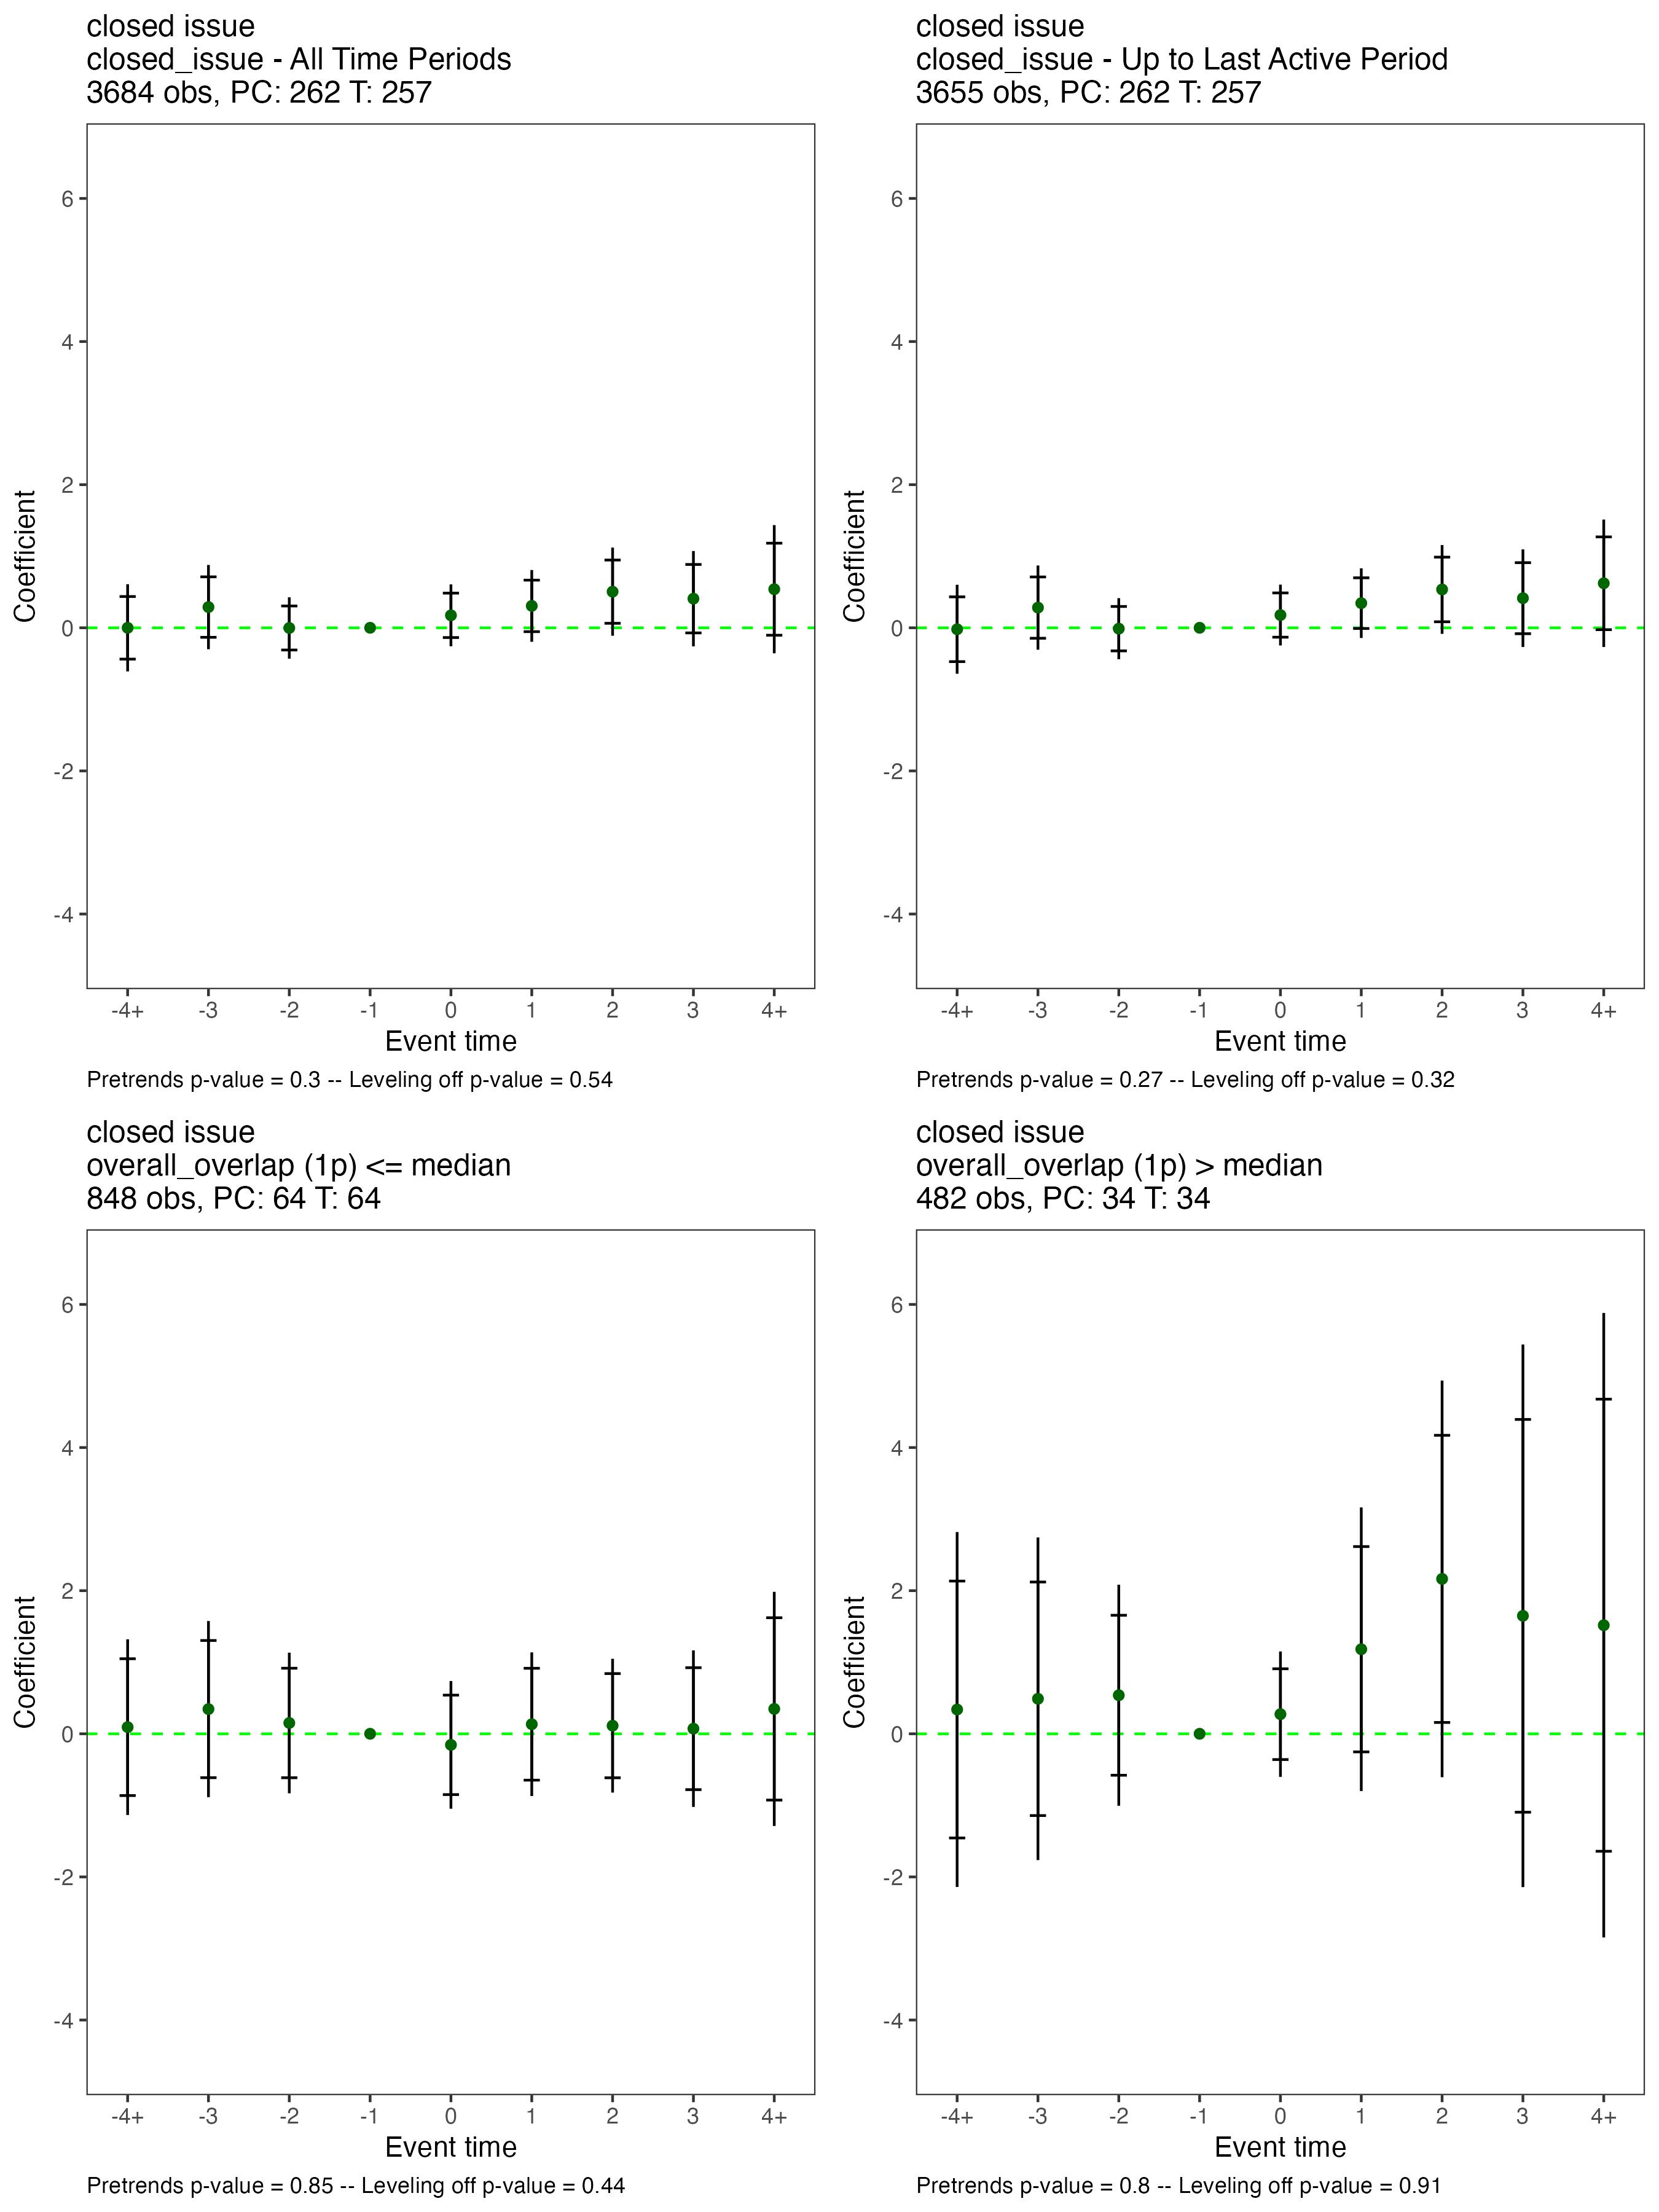 closed issue
closed_issue - All Time Periods
3684 obs, PC: 262 T: 257
6
4
2
0
-2
-4
Coefficient
-4+ -3 -2 -1 0 1 2 3 4+
Event time
Pretrends p-value = 0.3 -- Leveling off p-value = 0.54
closed issue
closed_issue - Up to Last Active Period
3655 obs, PC: 262 T: 257
6
4
2
0
-2
-4
Coefficient
-4+ -3 -2 -1 0 1 2 3 4+
Event time
Pretrends p-value = 0.27 -- Leveling off p-value = 0.32
closed issue
overall_overlap (1p) <= median
848 obs, PC: 64 T: 64
6
4
2
0
-2
-4
Coefficient
-4+ -3 -2 -1 0 1 2 3 4+
Event time
Pretrends p-value = 0.85 -- Leveling off p-value = 0.44
closed issue
overall_overlap (1p) > median
482 obs, PC: 34 T: 34
6
4
2
0
-2
-4
Coefficient
-4+ -3 -2 -1 0 1 2 3 4+
Event time
Pretrends p-value = 0.8 -- Leveling off p-value = 0.91